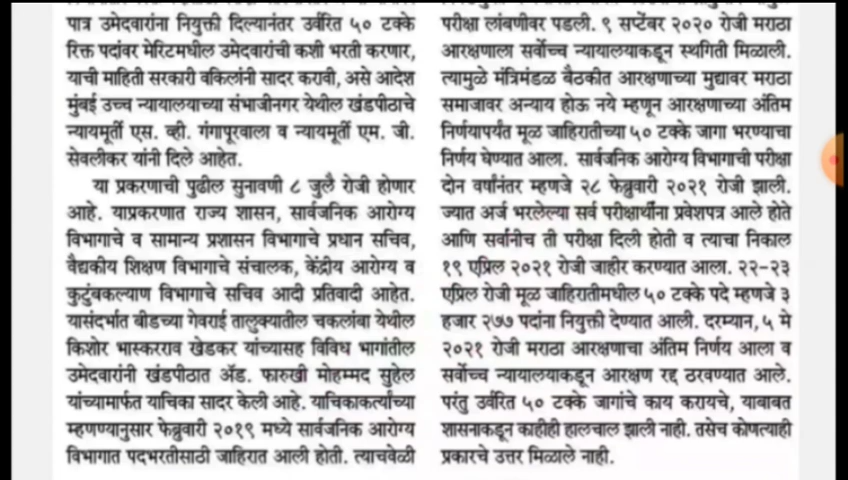 पात्र उमेदवारांना नियुक्ती दिल्यानंतर उर्वरित ५० टक्के
रिक्त पदांवर मेरिटमधील उमेदवारांची कशी भरती करणार,
याची माहिती सरकारी वकिलांनी सादर करावी, असे आदेश
मुंबई उच्च न्यायालयाच्या संभाजीनगर येथील खंडपीठाचे
न्यायमूर्ती एस. व्ही. गंगापूरवाला व न्यायमूर्ती एम. जी.
सेवलीकर यांनी दिले आहेत.
या प्रकरणाची पुढील सुनावणी ८ जुलै रोजी होणार
आहे. याप्रकरणात राज्य शासन, सार्वजनिक आरोग्य
विभागाचे व सामान्य प्रशासन विभागाचे प्रधान सचिव,
वैद्यकीय शिक्षण विभागाचे संचालक, केंद्रीय आरोग्य व
कुटुंबकल्याण विभागाचे सचिव आदी प्रतिवादी आहेत.
यासंदर्भात बीडच्या गेवराई तालुक्यातील चकलांबा येथील
किशोर भास्करराव खेडकर यांच्यासह विविध भागांतील
उमेदवारांनी खंडपीठात अ‍ॅड. फारुखी मोहम्मद सुहेल
यांच्यामार्फत याचिका सादर केली आहे. याचिकाकर्त्यांच्या
म्हणण्यानुसार फेब्रुवारी २०१९ मध्ये सार्वजनिक आरोग्य
विभागात पदभरतीसाठी जाहिरात आली होती. त्याचवेळी
परीक्षा लांबणीवर पडली. ९ सप्टेंबर २०२० रोजी मराठा
आरक्षणाला सर्वोच्च न्यायालयाकडून स्थगिती मिळाली.
त्यामुळे मंत्रिमंडळ बैठकीत आरक्षणाच्या मुद्यावर मराठा
समाजावर अन्याय होऊ नये म्हणून आरक्षणाच्या अंतिम
निर्णयापर्यंत मूळ जाहिरातीच्या ५० टक्के जागा भरण्याचा
निर्णय घेण्यात आला. सार्वजनिक आरोग्य विभागाची परीक्षा
दोन वर्षांनंतर म्हणजे २८ फेब्रुवारी २०२१ रोजी झाली.
ज्यात अर्ज भरलेल्या सर्व परीक्षार्थींना प्रवेशपत्र आले होते
आणि सर्वांनीच ती परीक्षा दिली होती व त्याचा निकाल
१९ एप्रिल २०२१ रोजी जाहीर करण्यात आला. २२-२३
एप्रिल रोजी मूळ जाहिरातीमधील ५० टक्के पदे म्हणजे ३
हजार २७७ पदांना नियुक्ती देण्यात आली. दरम्यान, ५ मे
२०२१ रोजी मराठा आरक्षणाचा अंतिम निर्णय आला व
सर्वोच्च न्यायालयाकडून आरक्षण रद्द ठरवण्यात आले.
परंतु उर्वरित ५० टक्के जागांचे काय करायचे, याबाबत
शासनाकडून काहीही हालचाल झाली नाही. तसेच कोणत्याही
प्रकारचे उत्तर मिळाले नाही.